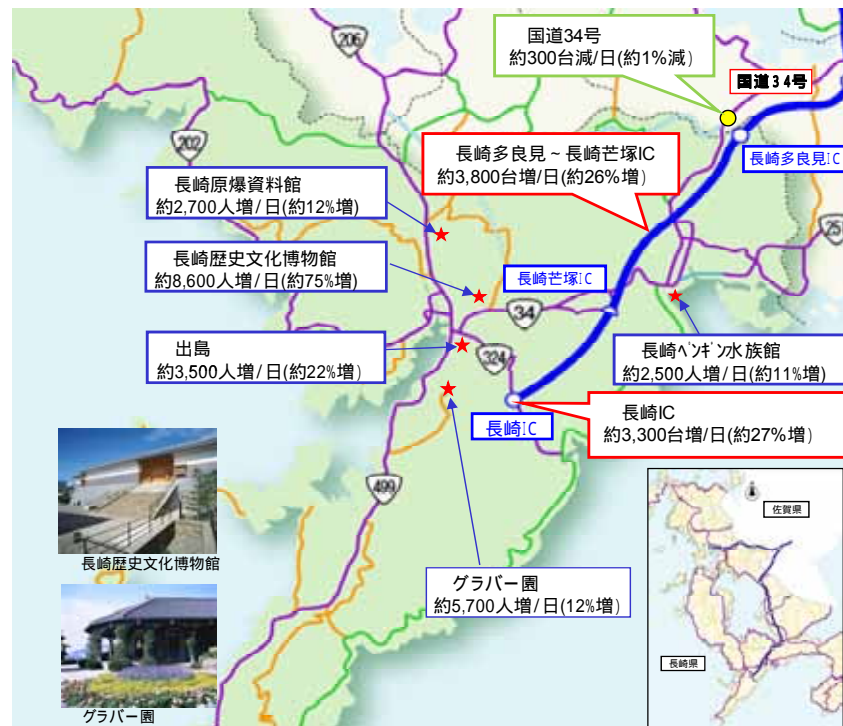 国道34号
約300台減/日(約1%減)
国道34号
206
202
長崎多良見～長崎芒塚IC
約3,800台増/日(約26%増)
長崎多良見IC
長崎原爆資料館
約2,700人増/日(約12%増)
251
長崎歴史文化博物館
約8,600人増/日(約75%増)
長崎芒塚IC
34
出島
約3,500人増/日(約22%増)
324
長崎ペンギン水族館
約2,500人増/日(約11%増)
長崎IC
長崎IC
約3,300台増/日(約27%増)
499
長崎歴史文化博物館
グラバー園
約5,700人増/日(12%増)
グラバー園
佐賀県
長崎県